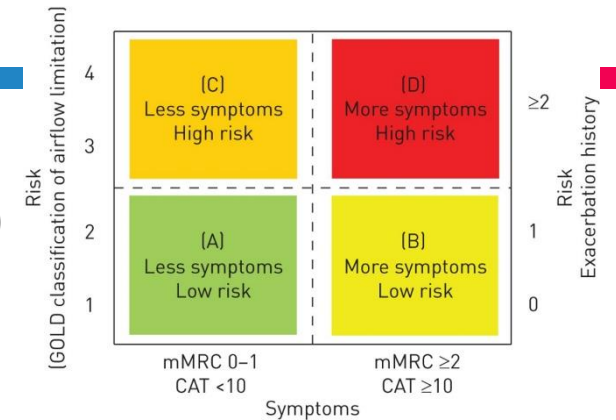 Risk
(GOLD classification of airflow limitation)
4
3
2
1
(C)
Less symptoms
High risk
(D)
More symptoms
High risk
(A)
Less symptoms
Low risk
(B)
More symptoms
Low risk
≥2
1
0
Risk
Exacerbation history
mMRC 0–1
CAT <10
mMRC ≥2
CAT ≥10
Symptoms